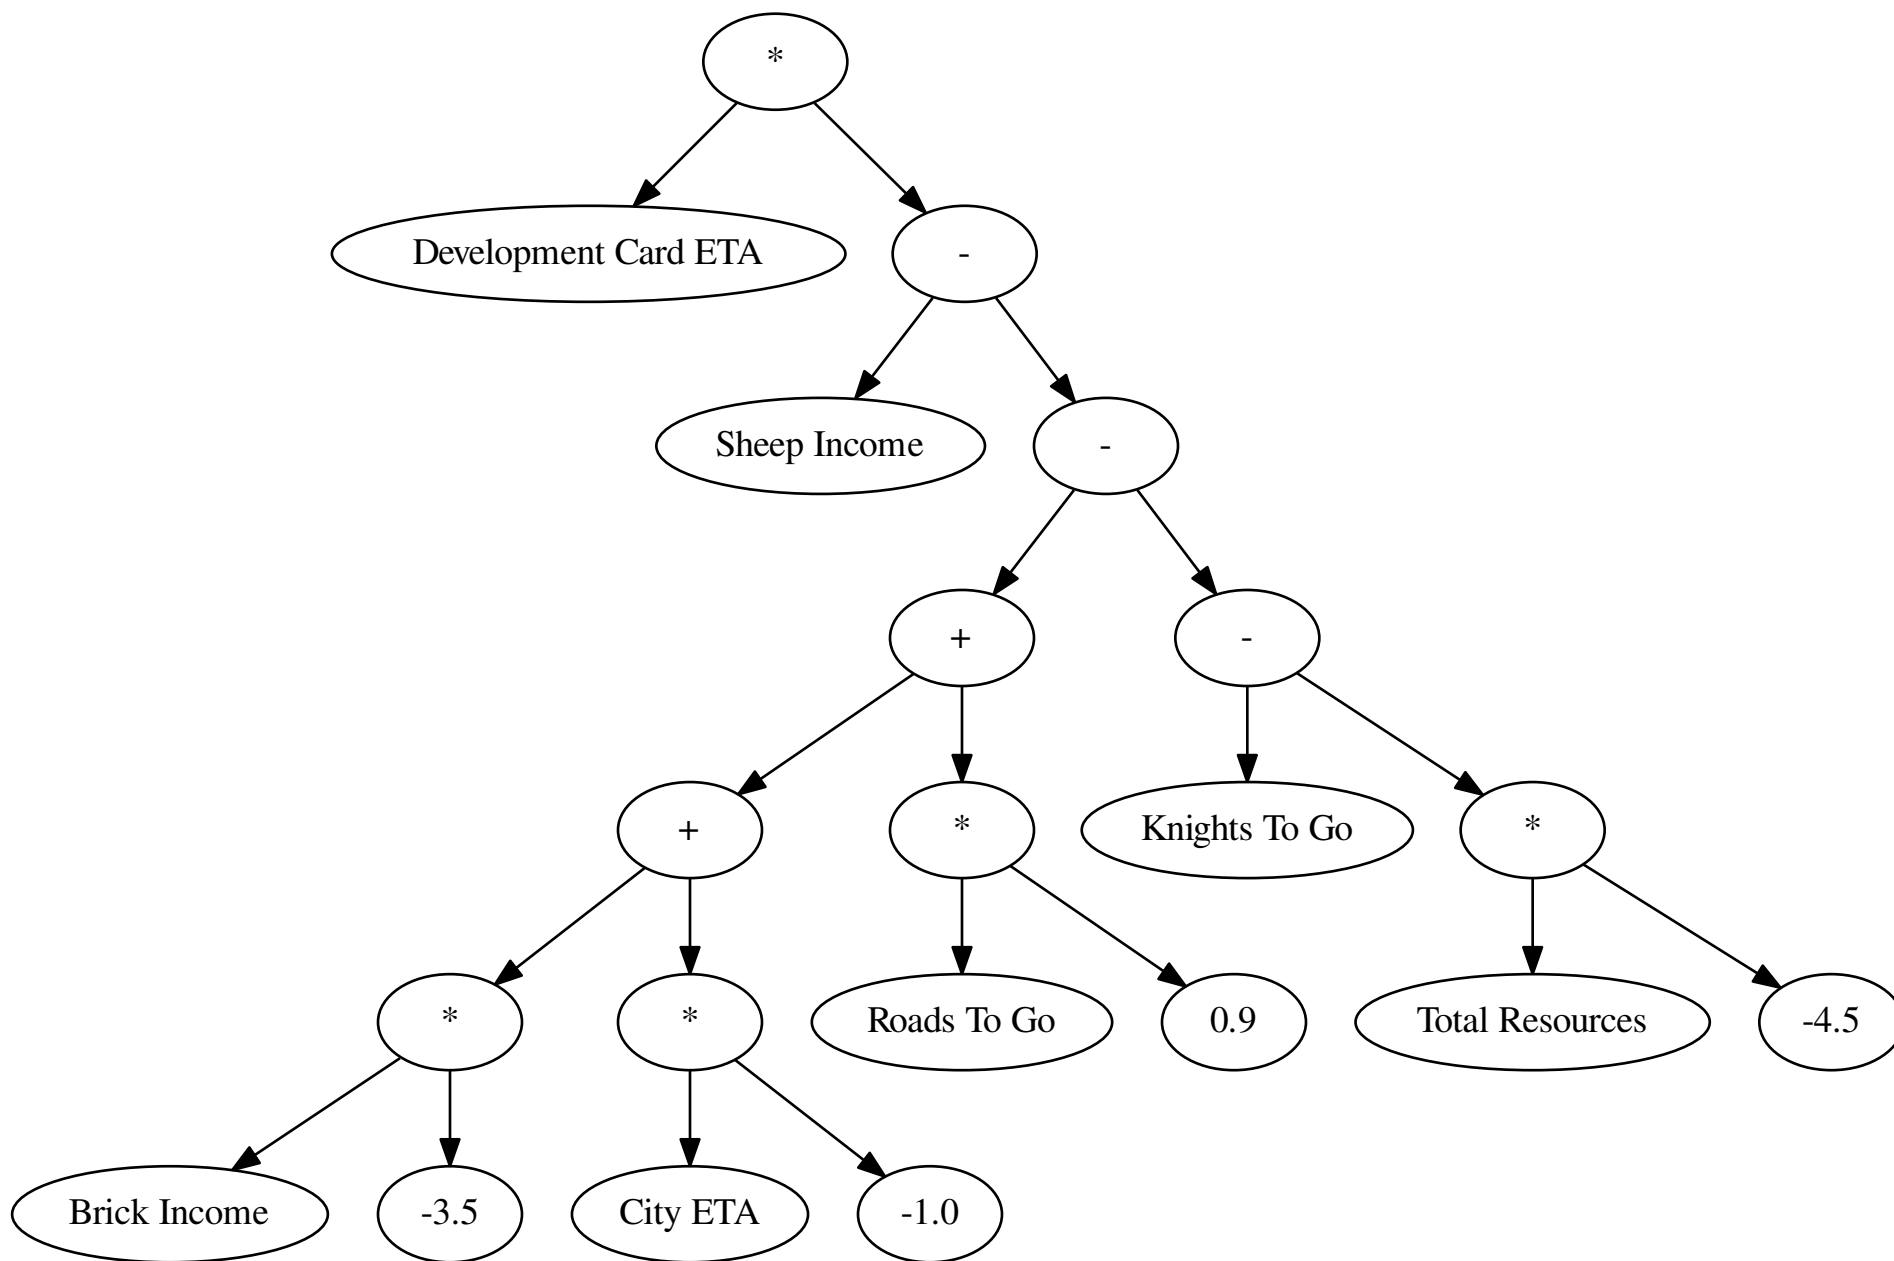 *
Development Card ETA
-
Sheep Income
-
+
-
+
*
Knights To Go
*
*
*
Roads To Go
0.9
Total Resources
-4.5
Brick Income
-3.5
City ETA
-1.0